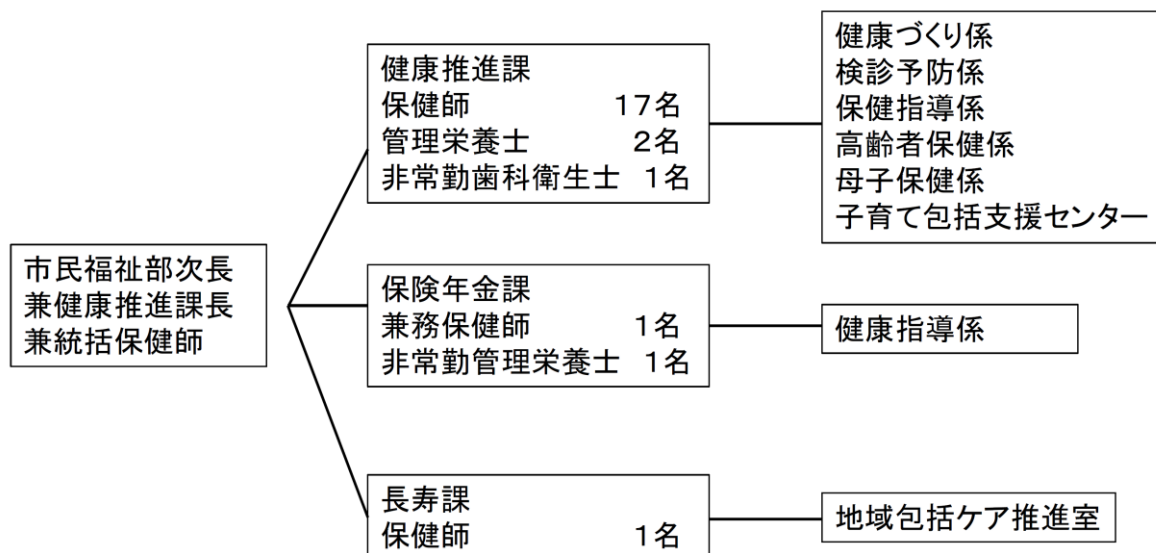 市民福祉部次長
兼健康推進課長
兼統括保健師
健康推進課
保健師 17名
管理栄養士 2名
非常勤歯科衛生士 1名
健康づくり係
検診予防係
保健指導係
高齢者保健係
母子保健係
子育て包括支援センター
保険年金課
兼務保健師 1名
非常勤管理栄養士 1名
健康指導係
長寿課
保健師 1名
地域包括ケア推進室